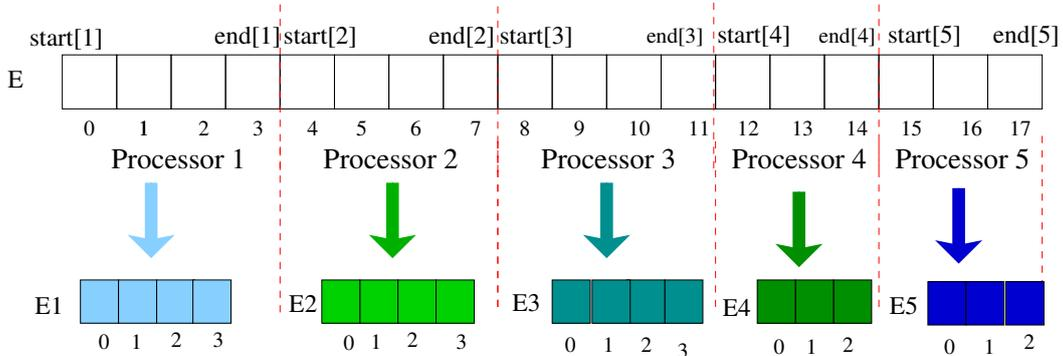 start[1] end[1] start[2] end[2] start[3] end[3] start[4] end[4] start[5] end[5]
E
0 1 2 3 4 5 6 7 8 9 10 11 12 13 14 15 16 17
Processor 1 Processor 2 Processor 3 Processor 4 Processor 5
E1 E2 E3 E4 E5
0 1 2 3 0 1 2 3 0 1 2 3 0 1 2 0 1 2